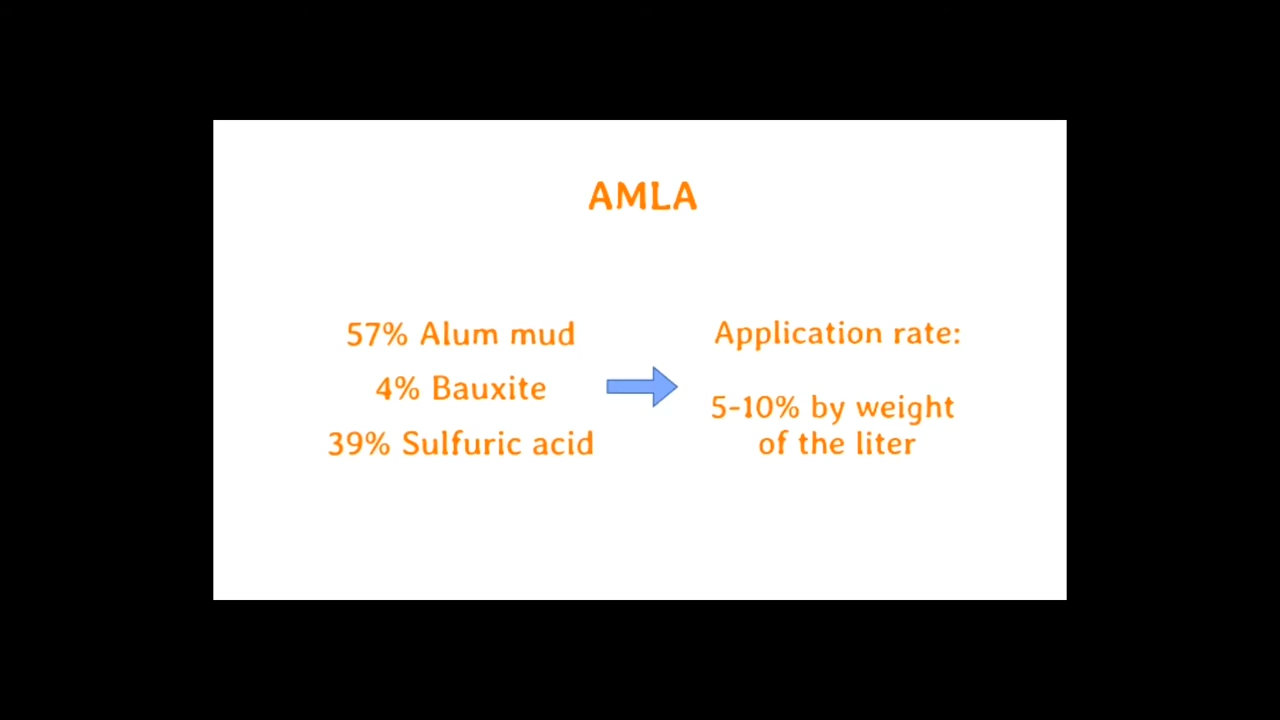 AMLA
57% Alum mud
4% Bauxite
39% Sulfuric acid
Application rate:
5-10% by weight
of the liter